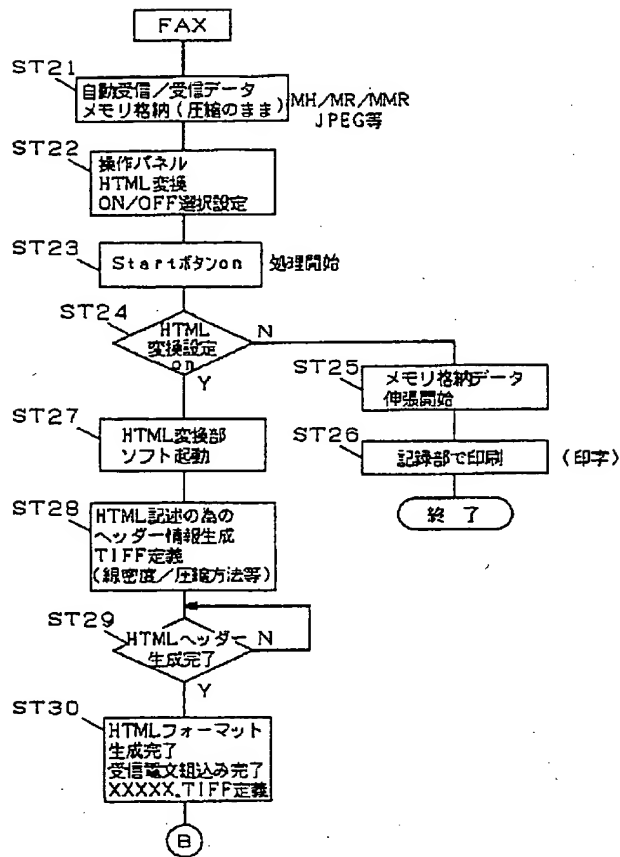 FAX
ST21
自動受信/受信データ
メモリ格納(圧縮のまま)
MH/MR/MMR
JPEG等
ST22
操作パネル
HTML変換
ON/OFF選択設定
ST23
Startボタンon
処理開始
ST24
HTML
変換設定
on
N
Y
ST25
メモリ格納データ
伸張開始
ST26
記録部で印刷
(印字)
終了
ST27
HTML変換部
ソフト起動
ST28
HTML記述の為の
ヘッダー情報生成
TIFF定義
(線密度/圧縮方法等)
ST29
HTMLヘッダー
生成完了
N
Y
ST30
HTMLフォーマット
生成完了
受信電文組込み完了
XXXXX.TIFF定義
B